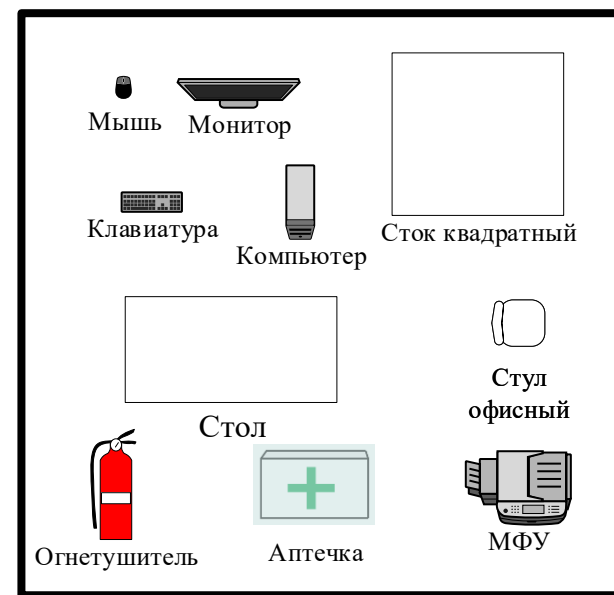 Мышь
Монитор
Клавиатура
Компьютер
Сток квадратный
Стол
Стул
офисный
Огнетушитель
Аптечка
МФУ